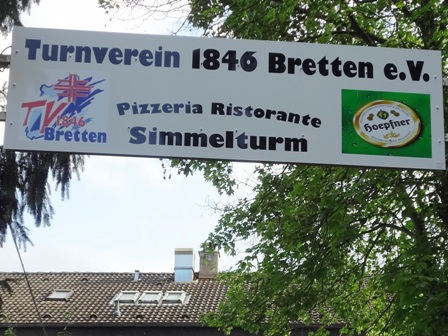 Turnverein 1846 Bretten e.V.
TV 1846
Bretten
Pizzeria Ristorante
Simmelturm
Hoepfner